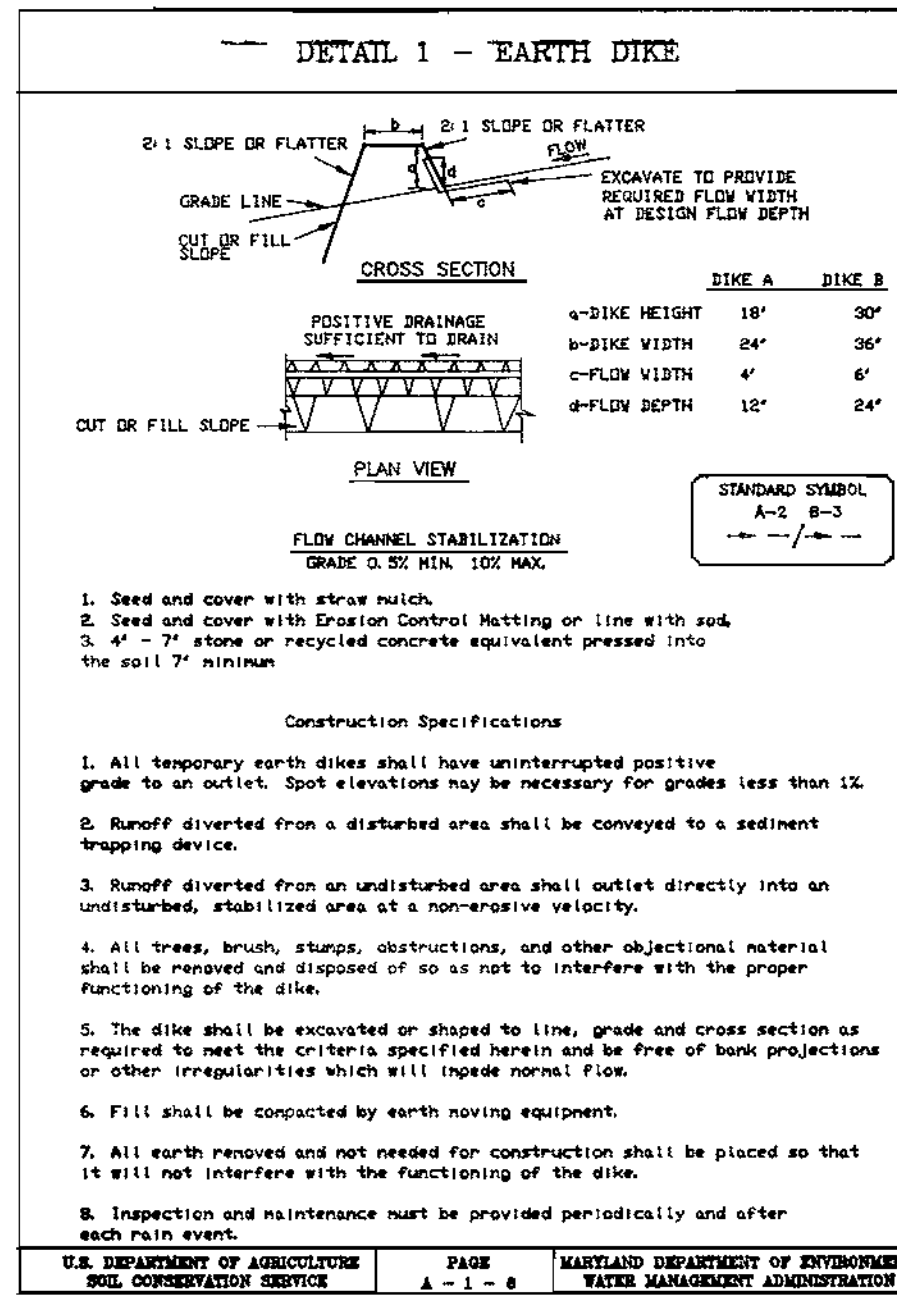 DETAIL 1 - EARTH DIKE
2:1 SLOPE OR FLATTER
b
2:1 SLOPE OR FLATTER
FLOW
a
d
c
EXCAVATE TO PROVIDE
REQUIRED FLOW WIDTH
AT DESIGN FLOW DEPTH
GRADE LINE
CUT OR FILL
SLOPE
CROSS SECTION
DIKE A DIKE B
a-DIKE HEIGHT 18" 30"
b-DIKE WIDTH 24" 36"
c-FLOW WIDTH 4' 6'
d-FLOW DEPTH 12" 24"
POSITIVE DRAINAGE
SUFFICIENT TO DRAIN
CUT OR FILL SLOPE
PLAN VIEW
STANDARD SYMBOL
A-2 B-3
/
FLOW CHANNEL STABILIZATION
GRADE 0.5% MIN. 10% MAX.
1. Seed and cover with straw mulch.
2. Seed and cover with Erosion Control Matting or line with sod.
3. 4" - 7" stone or recycled concrete equivalent pressed into
the soil 7" minimum
Construction Specifications
1. All temporary earth dikes shall have uninterrupted positive
grade to an outlet. Spot elevations may be necessary for grades less than 1%.
2. Runoff diverted from a disturbed area shall be conveyed to a sediment
trapping device.
3. Runoff diverted from an undisturbed area shall outlet directly into an
undisturbed, stabilized area at a non-erosive velocity.
4. All trees, brush, stumps, obstructions, and other objectional material
shall be removed and disposed of so as not to interfere with the proper
functioning of the dike.
5. The dike shall be excavated or shaped to line, grade and cross section as
required to meet the criteria specified herein and be free of bank projections
or other irregularities which will impede normal flow.
6. Fill shall be compacted by earth moving equipment.
7. All earth removed and not needed for construction shall be placed so that
it will not interfere with the functioning of the dike.
8. Inspection and maintenance must be provided periodically and after
each rain event.
U.S. DEPARTMENT OF AGRICULTURE
SOIL CONSERVATION SERVICE
PAGE
A - 1 - 6
MARYLAND DEPARTMENT OF ENVIRONME
WATER MANAGEMENT ADMINISTRATION